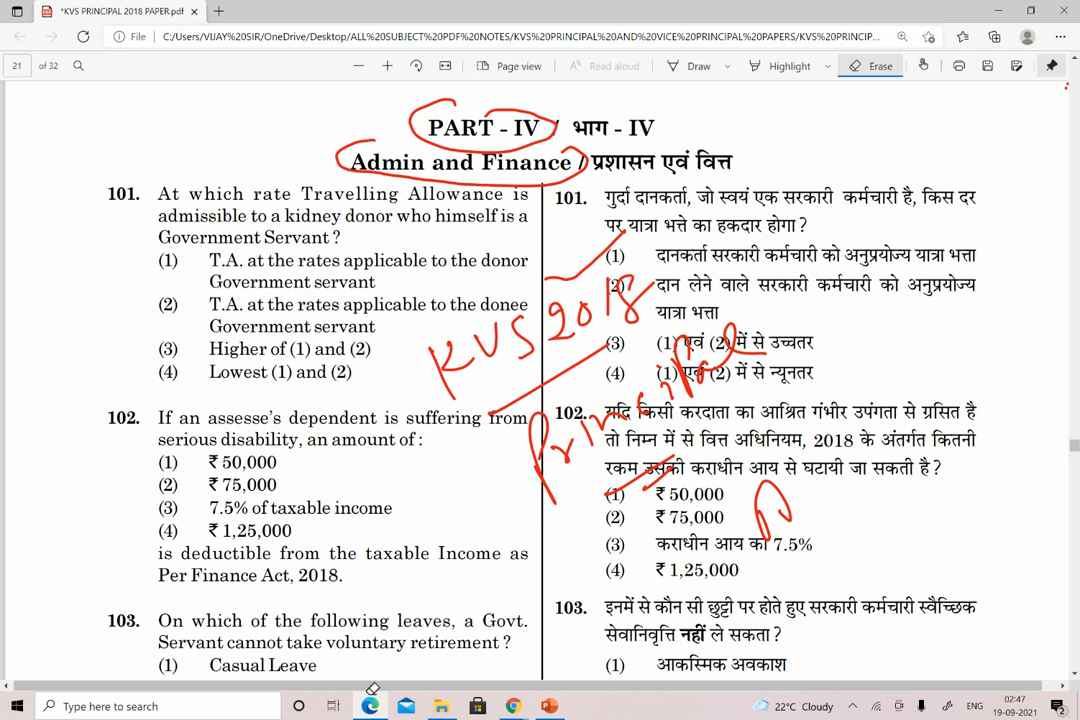 *KVS PRINCIPAL 2018 PAPER.pdf
File
C:/Users/VIJAY%20SIR/OneDrive/Desktop/ALL%20SUBJECT%20PDF%20NOTES/KVS%20PRINCIPAL%20AND%20VICE%20PRINCIPAL%20PAPERS/KVS%20PRINCIP...
21 of 32
Page view
Read aloud
Draw
Highlight
Erase
PART - IV / भाग - IV
Admin and Finance / प्रशासन एवं वित्त
101. At which rate Travelling Allowance is
admissible to a kidney donor who himself is a
Government Servant ?
(1) T.A. at the rates applicable to the donor
Government servant
(2) T.A. at the rates applicable to the donee
Government servant
(3) Higher of (1) and (2)
(4) Lowest (1) and (2)
102. If an assesse's dependent is suffering from
serious disability, an amount of :
(1) ₹ 50,000
(2) ₹ 75,000
(3) 7.5% of taxable income
(4) ₹ 1,25,000
is deductible from the taxable Income as
Per Finance Act, 2018.
103. On which of the following leaves, a Govt.
Servant cannot take voluntary retirement ?
(1) Casual Leave
101. गुर्दा दानकर्ता, जो स्वयं एक सरकारी कर्मचारी है, किस दर
पर यात्रा भत्ते का हकदार होगा ?
(1) दानकर्ता सरकारी कर्मचारी को अनुप्रयोज्य यात्रा भत्ता
(2) दान लेने वाले सरकारी कर्मचारी को अनुप्रयोज्य
यात्रा भत्ता
(3) (1) एवं (2) में से उच्चतर
(4) (1) एवं (2) में से न्यूनतर
102. यदि किसी करदाता का आश्रित गंभीर उपंगता से ग्रसित है
तो निम्न में से वित्त अधिनियम, 2018 के अंतर्गत कितनी
रकम उसकी कराधीन आय से घटायी जा सकती है ?
(1) ₹ 50,000
(2) ₹ 75,000
(3) कराधीन आय का 7.5%
(4) ₹ 1,25,000
103. इनमें से कौन सी छुट्टी पर होते हुए सरकारी कर्मचारी स्वैच्छिक
सेवानिवृत्ति नहीं ले सकता ?
(1) आकस्मिक अवकाश
KVS 2018
Principal
Type here to search
22°C Cloudy
ENG
02:47
19-09-2021
2